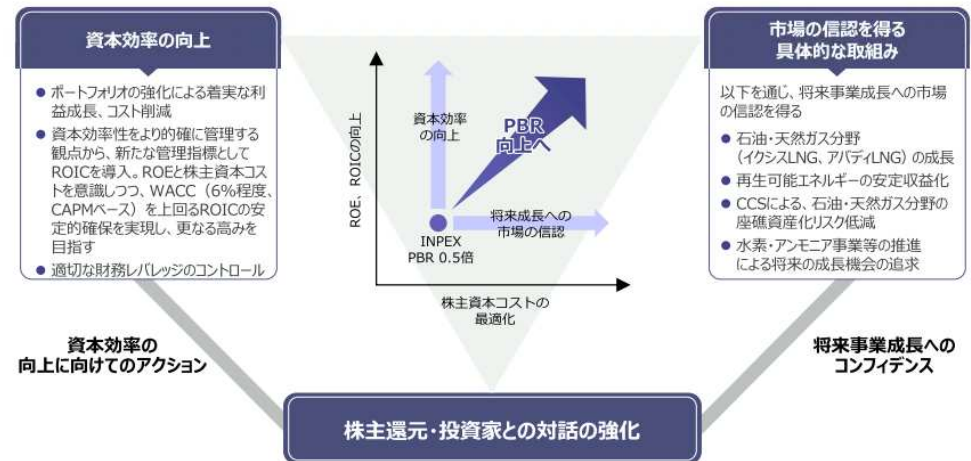 資本効率の向上
● ポートフォリオの強化による着実な利
益成長、コスト削減
● 資本効率性をより的確に管理する
観点から、新たな管理指標として
ROICを導入。ROEと株主資本コス
トを意識しつつ、WACC（6%程度、
CAPMベース）を上回るROICの安
定的確保を実現し、更なる高みを
目指す
● 適切な財務レバレッジのコントロール
ROE、ROICの向上
資本効率
の向上
PBR
向上へ
将来成長への
市場の信認
INPEX
PBR 0.5倍
株主資本コストの
最適化
市場の信認を得る
具体的な取組み
以下を通じ、将来事業成長への市場
の信認を得る
● 石油・天然ガス分野
（イクシスLNG、アバディLNG）の成長
● 再生可能エネルギーの安定収益化
● CCSによる、石油・天然ガス分野の
座礁資産化リスク低減
● 水素・アンモニア事業等の推進
による将来の成長機会の追求
資本効率の
向上に向けてのアクション
将来事業成長への
コンフィデンス
株主還元・投資家との対話の強化